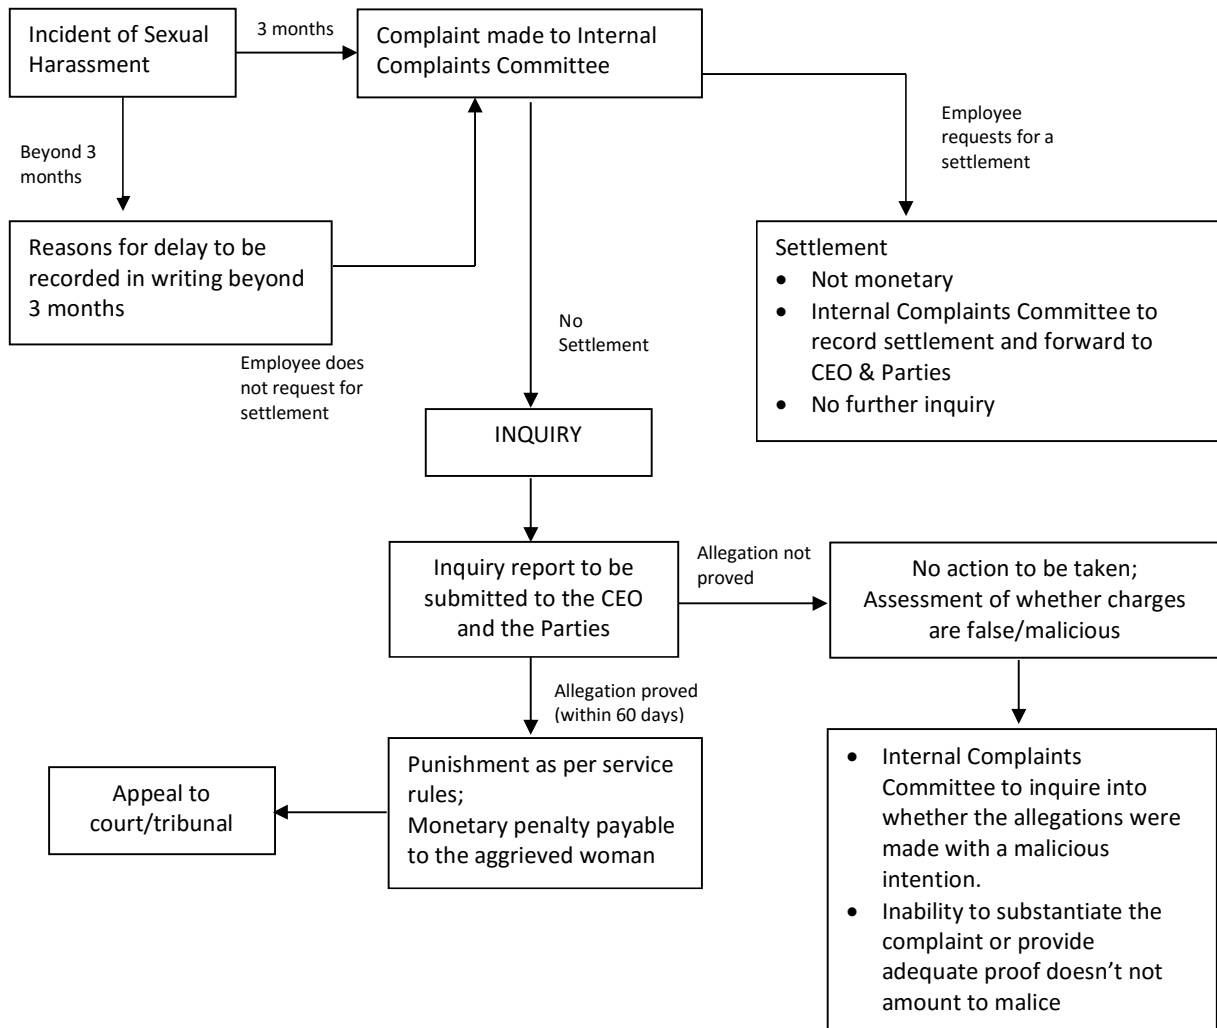 Incident of Sexual
Harassment
3 months
Complaint made to Internal
Complaints Committee
Employee
requests for a
settlement
Beyond 3
months
Reasons for delay to be
recorded in writing beyond
3 months
Settlement
• Not monetary
• Internal Complaints Committee to
record settlement and forward to
CEO & Parties
• No further inquiry
No
Settlement
Employee does
not request for
settlement
INQUIRY
Inquiry report to be
submitted to the CEO
and the Parties
Allegation not
proved
No action to be taken;
Assessment of whether charges
are false/malicious
Allegation proved
(within 60 days)
Punishment as per service
rules;
Monetary penalty payable
to the aggrieved woman
Appeal to
court/tribunal
• Internal Complaints
Committee to inquire into
whether the allegations were
made with a malicious
intention.
• Inability to substantiate the
complaint or provide
adequate proof doesn't not
amount to malice